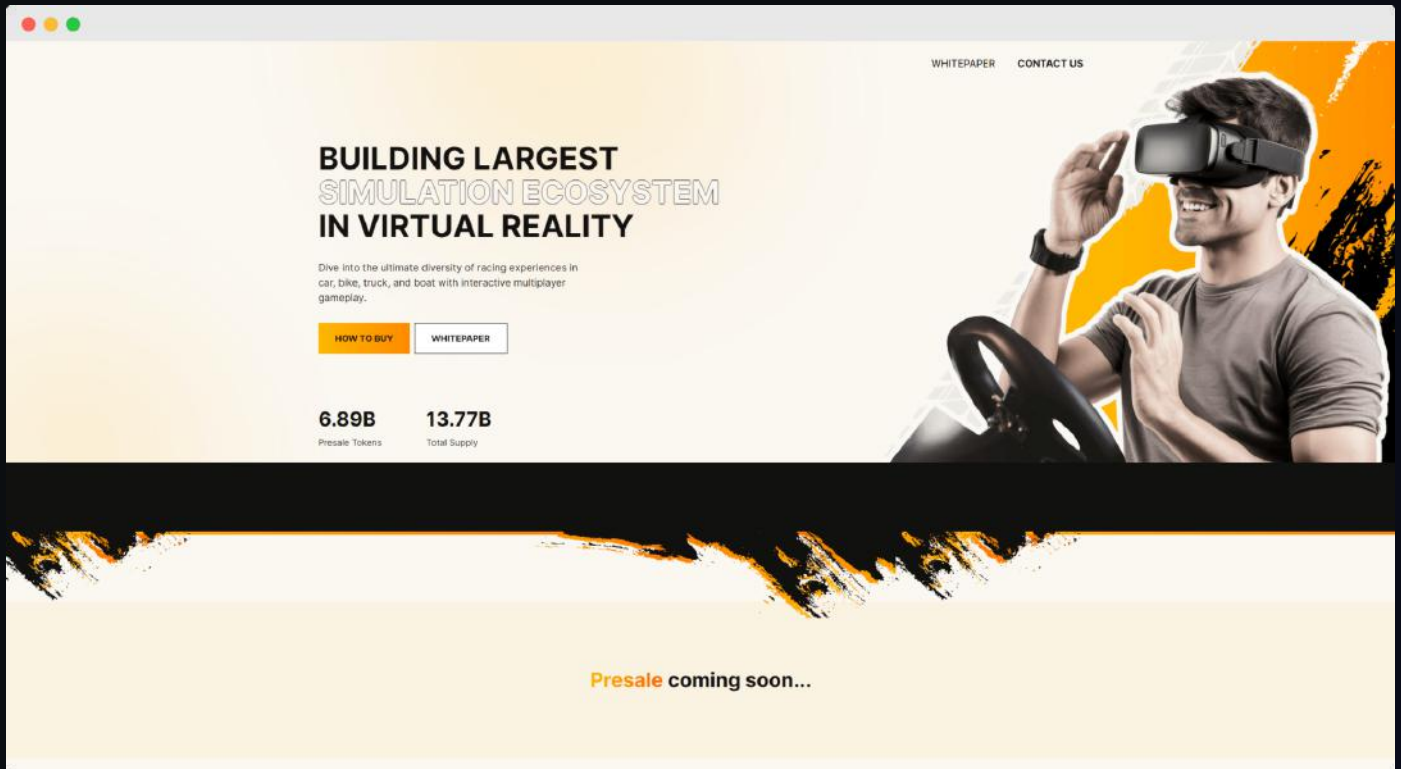 WHITEPAPER CONTACT US
BUILDING LARGEST
SIMULATION ECOSYSTEM
IN VIRTUAL REALITY
Dive into the ultimate diversity of racing experiences in
car, bike, truck, and boat with interactive multiplayer
gameplay.
HOW TO BUY WHITEPAPER
6.89B 13.77B
Presale Tokens Total Supply
Presale coming soon...